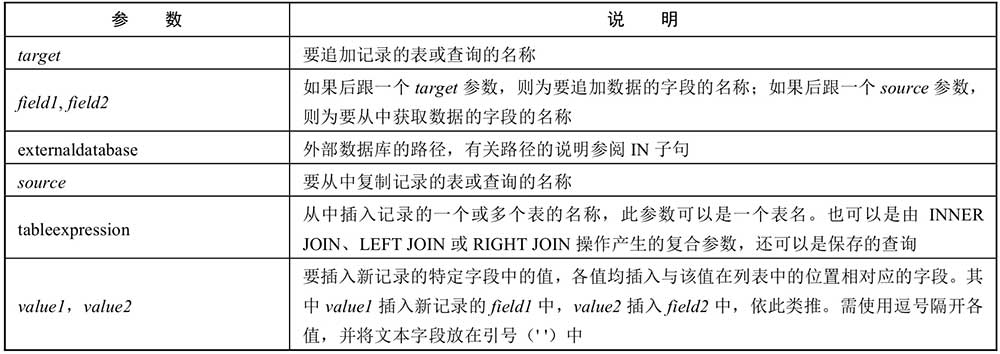 参 数 说 明
target 要追加记录的表或查询的名称
field1, field2 如果后跟一个 target 参数，则为要追加数据的字段的名称；如果后跟一个 source 参数，
则为要从中获取数据的字段的名称
externaldatabase 外部数据库的路径，有关路径的说明参阅 IN 子句
source 要从中复制记录的表或查询的名称
tableexpression 从中插入记录的一个或多个表的名称，此参数可以是一个表名。也可以是由 INNER
JOIN、LEFT JOIN 或 RIGHT JOIN 操作产生的复合参数，还可以是保存的查询
value1，value2 要插入新记录的特定字段中的值，各值均插入与该值在列表中的位置相对应的字段。其
中 value1 插入新记录的 field1 中，value2 插入 field2 中，依此类推。需使用逗号隔开各
值，并将文本字段放在引号（' '）中